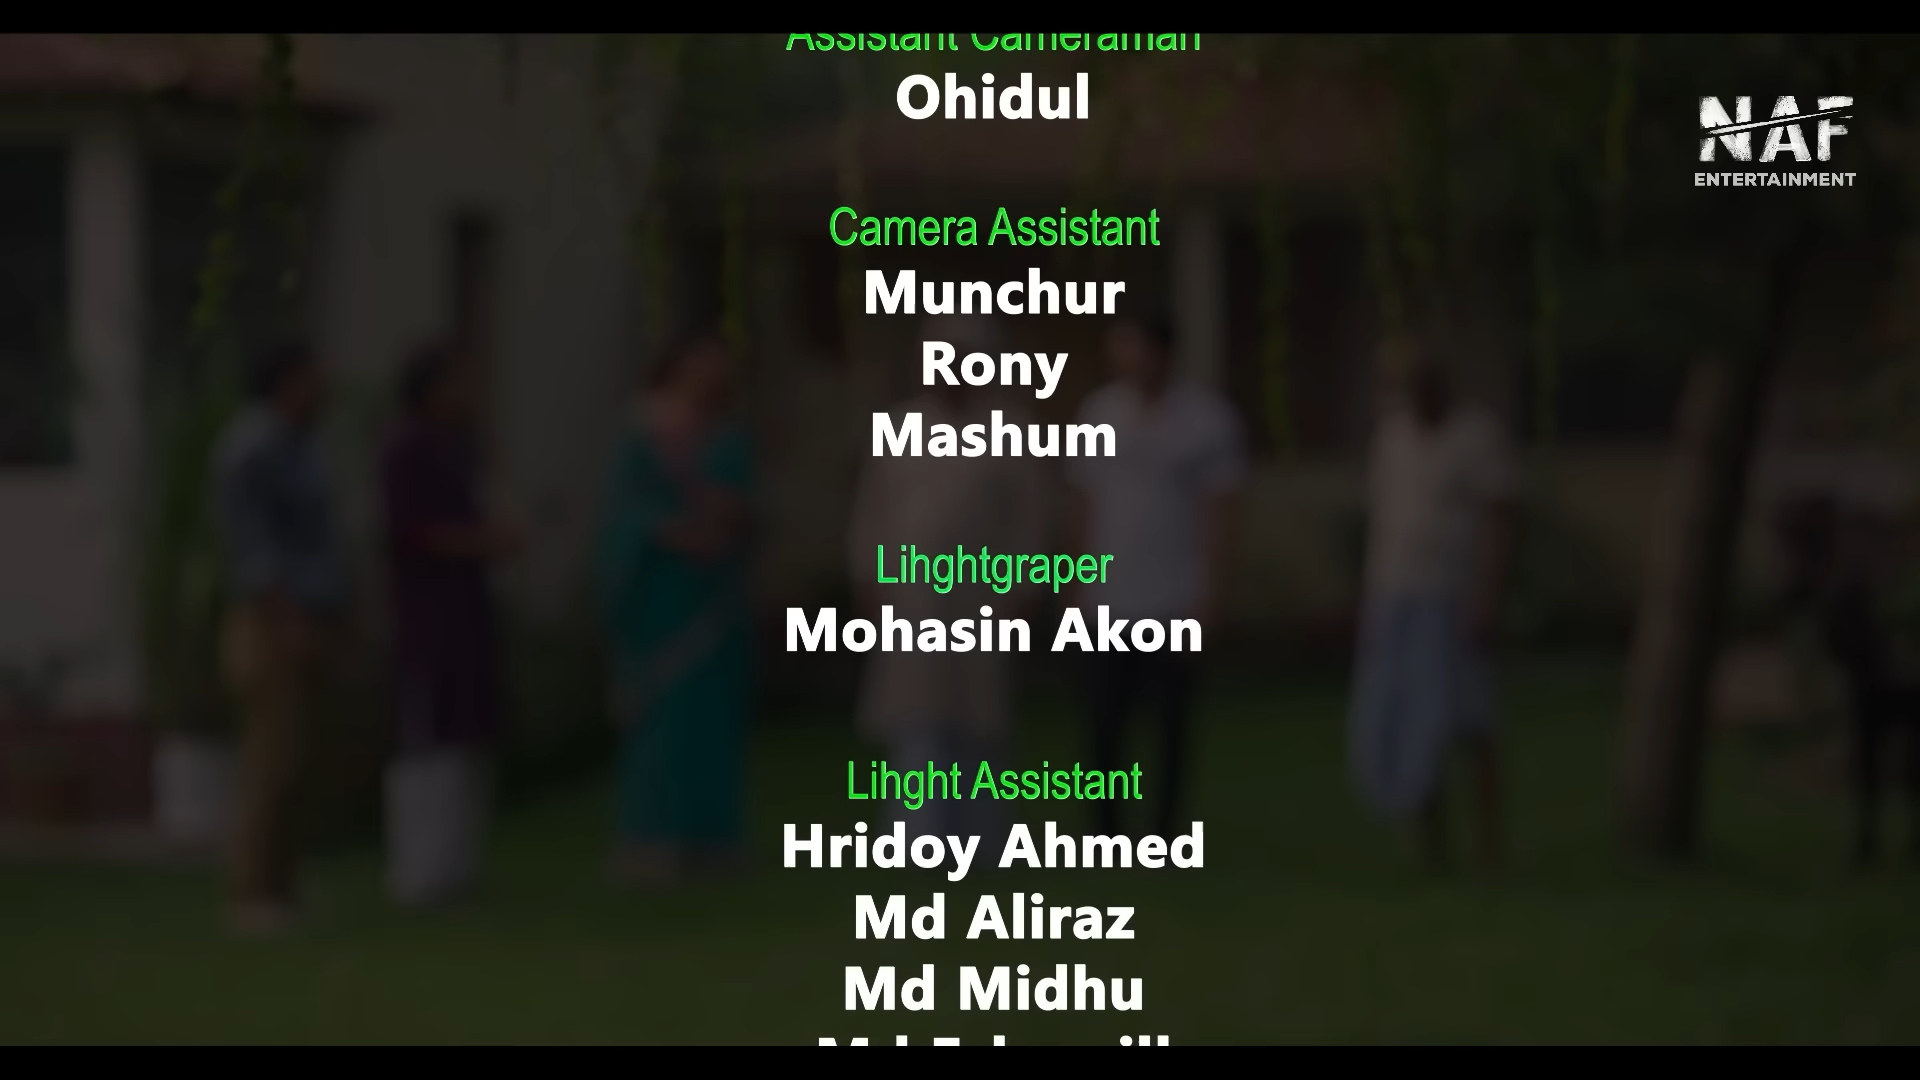 Assistant Cameraman
Ohidul
NAF
ENTERTAINMENT
Camera Assistant
Munchur
Rony
Mashum
Lihghtgraper
Mohasin Akon
Lihght Assistant
Hridoy Ahmed
Md Aliraz
Md Midhu
Md